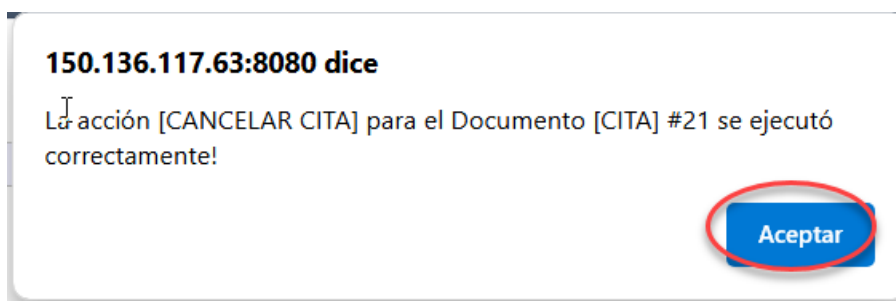 150.136.117.63:8080 dice
La acción [CANCELAR CITA] para el Documento [CITA] #21 se ejecutó
correctamente!
Aceptar